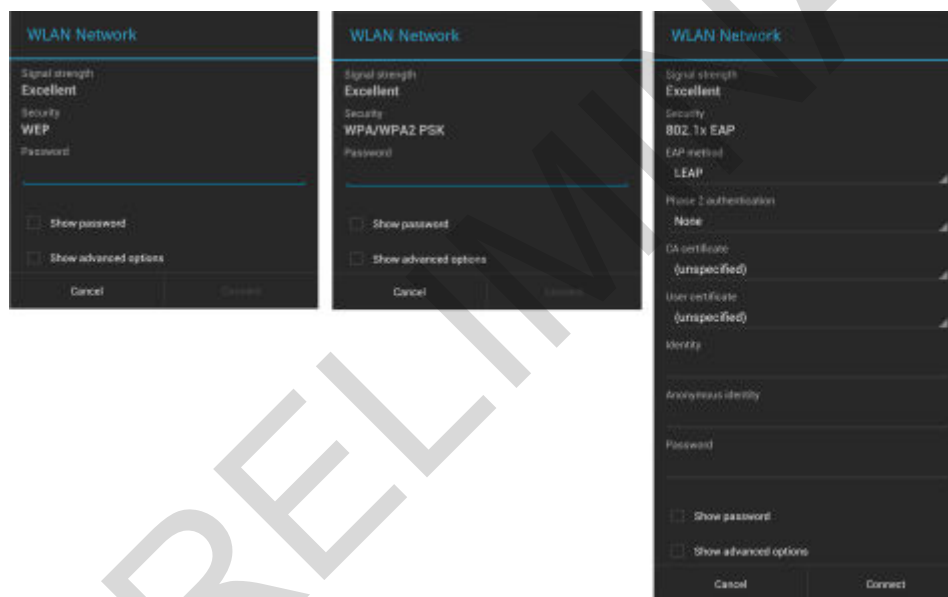 WLAN Network
Signal strength
Excellent
Security
WEP
Password
Show password
Show advanced options
Cancel
Connect
WLAN Network
Signal strength
Excellent
Security
WPA/WPA2 PSK
Password
Show password
Show advanced options
Cancel
Connect
WLAN Network
Signal strength
Excellent
Security
802.1x EAP
EAP method
LEAP
Phase 2 authentication
None
CA certificate
(unspecified)
User certificate
(unspecified)
Identity
Anonymous identity
Password
Show password
Show advanced options
Cancel Connect
RELIMINA